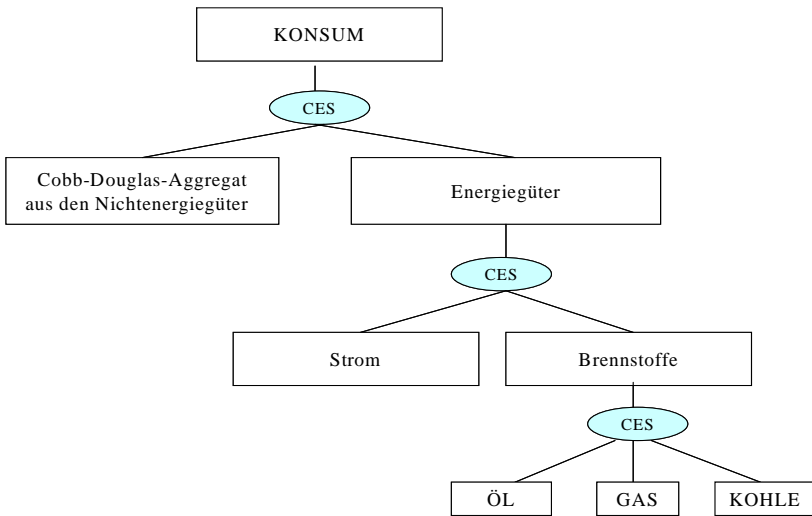 KONSUM
CES
Cobb-Douglas-Aggregat
aus den Nichtenergiegüter
Energiegüter
CES
Strom
Brennstoffe
CES
ÖL
GAS
KOHLE